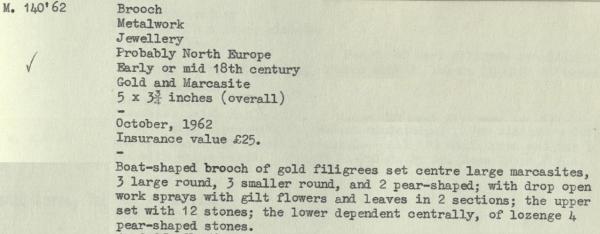 M. 140'62 Brooch
Metalwork
Jewellery
Probably North Europe
Early or mid 18th century
Gold and Marcasite
5 x 3¾ inches (overall)
-
October, 1962
Insurance value £25.
-
Boat-shaped brooch of gold filigrees set centre large marcasites,
3 large round, 3 smaller round, and 2 pear-shaped; with drop open
work sprays with gilt flowers and leaves in 2 sections; the upper
set with 12 stones; the lower dependent centrally, of lozenge 4
pear-shaped stones.